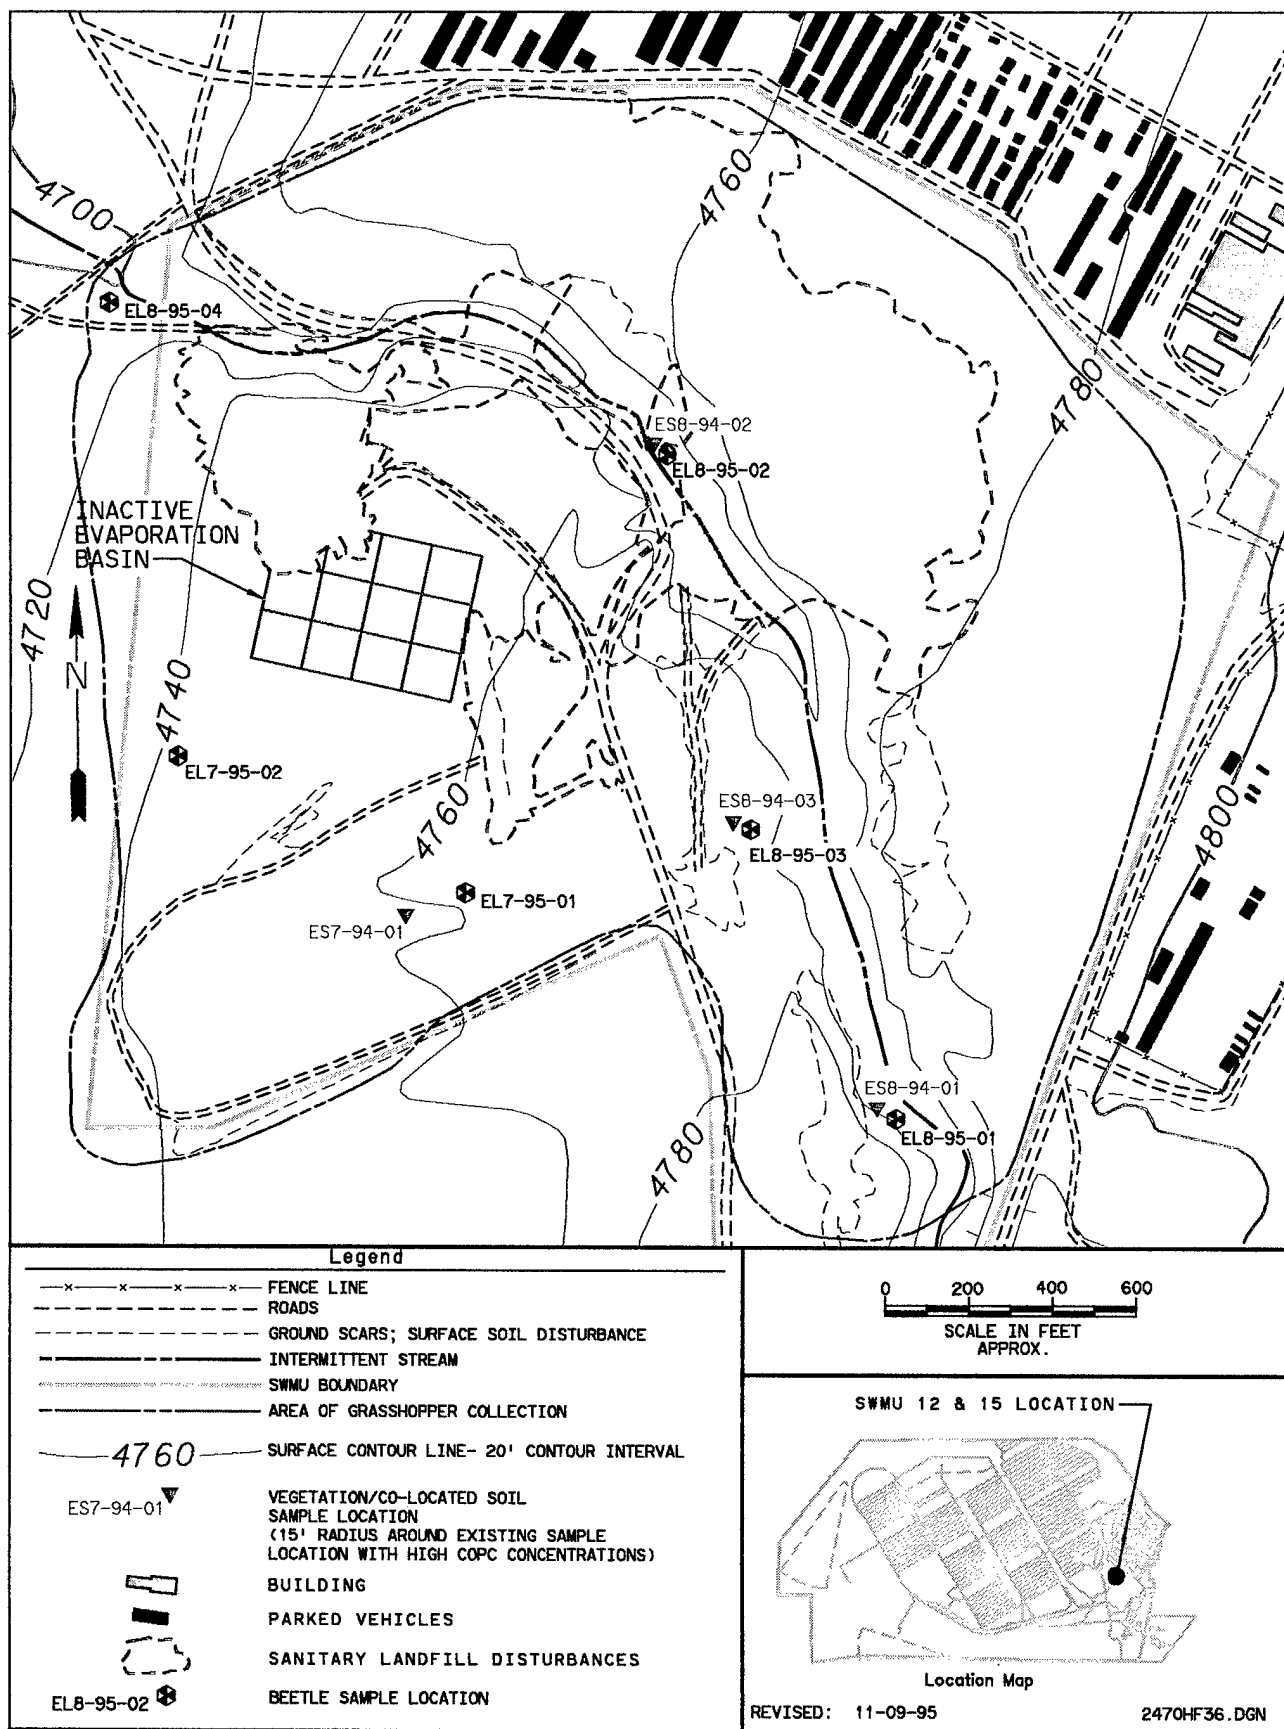 4700
4760
EL8-95-04
4780
ES8-94-02
EL8-95-02
INACTIVE
EVAPORATION
BASIN
4720
N
4740
EL7-95-02
4760
ES8-94-03
EL8-95-03
4800
EL7-95-01
ES7-94-01
ES8-94-01
EL8-95-01
4780
Legend
FENCE LINE
ROADS
GROUND SCARS; SURFACE SOIL DISTURBANCE
INTERMITTENT STREAM
SWMU BOUNDARY
AREA OF GRASSHOPPER COLLECTION
4760 SURFACE CONTOUR LINE- 20' CONTOUR INTERVAL
ES7-94-01 VEGETATION/CO-LOCATED SOIL
SAMPLE LOCATION
(15' RADIUS AROUND EXISTING SAMPLE
LOCATION WITH HIGH COPC CONCENTRATIONS)
BUILDING
PARKED VEHICLES
SANITARY LANDFILL DISTURBANCES
EL8-95-02 BEETLE SAMPLE LOCATION
0 200 400 600
SCALE IN FEET
APPROX.
SWMU 12 & 15 LOCATION
Location Map
REVISED: 11-09-95 2470HF36.DGN